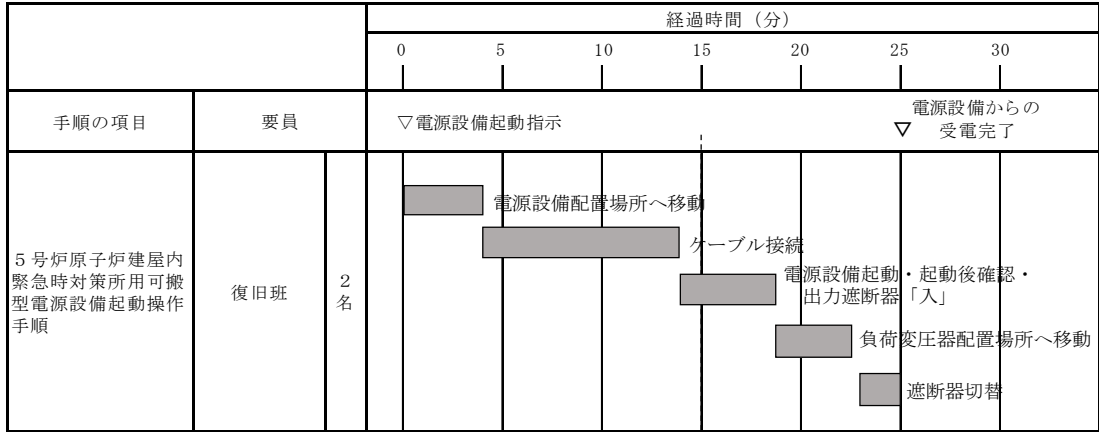 経過時間（分）
0 5 10 15 20 25 30
手順の項目
要員
▽電源設備起動指示
電源設備からの
▽ 受電完了
５号炉原子炉建屋内
緊急時対策所用可搬
型電源設備起動操作
手順
復旧班
２
名
電源設備配置場所へ移動
ケーブル接続
電源設備起動・起動後確認・
出力遮断器「入」
負荷変圧器配置場所へ移動
遮断器切替